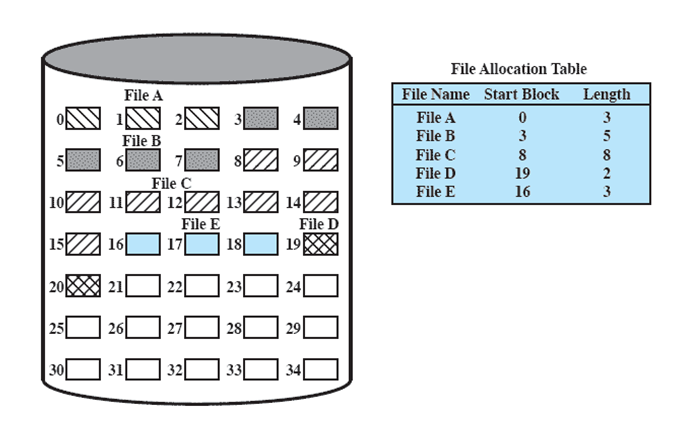 File A
0 1 2 3 4
File B
5 6 7 8 9
File C
10 11 12 13 14
File E File D
15 16 17 18 19
20 21 22 23 24
25 26 27 28 29
30 31 32 33 34
File Allocation Table
File Name Start Block Length
File A 0 3
File B 3 5
File C 8 8
File D 19 2
File E 16 3